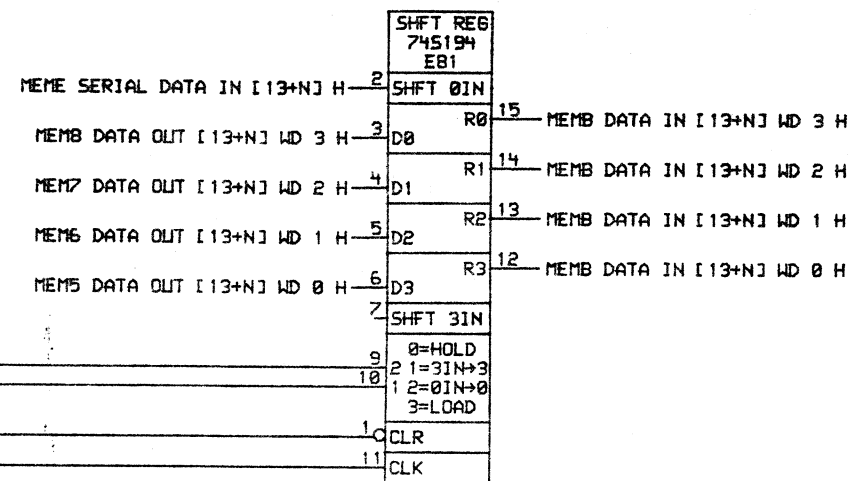 SHFT REG
74S194
E81
MEME SERIAL DATA IN [13+N] H 2 SHFT 0IN
R0 15 MEMB DATA IN [13+N] WD 3 H
MEM8 DATA OUT [13+N] WD 3 H 3 D0
R1 14 MEMB DATA IN [13+N] WD 2 H
MEM7 DATA OUT [13+N] WD 2 H 4 D1
R2 13 MEMB DATA IN [13+N] WD 1 H
MEM6 DATA OUT [13+N] WD 1 H 5 D2
R3 12 MEMB DATA IN [13+N] WD 0 H
MEM5 DATA OUT [13+N] WD 0 H 6 D3
7 SHFT 3IN
0=HOLD
9 2 1=3IN→3
10 1 2=0IN→0
3=LOAD
1 CLR
11 CLK